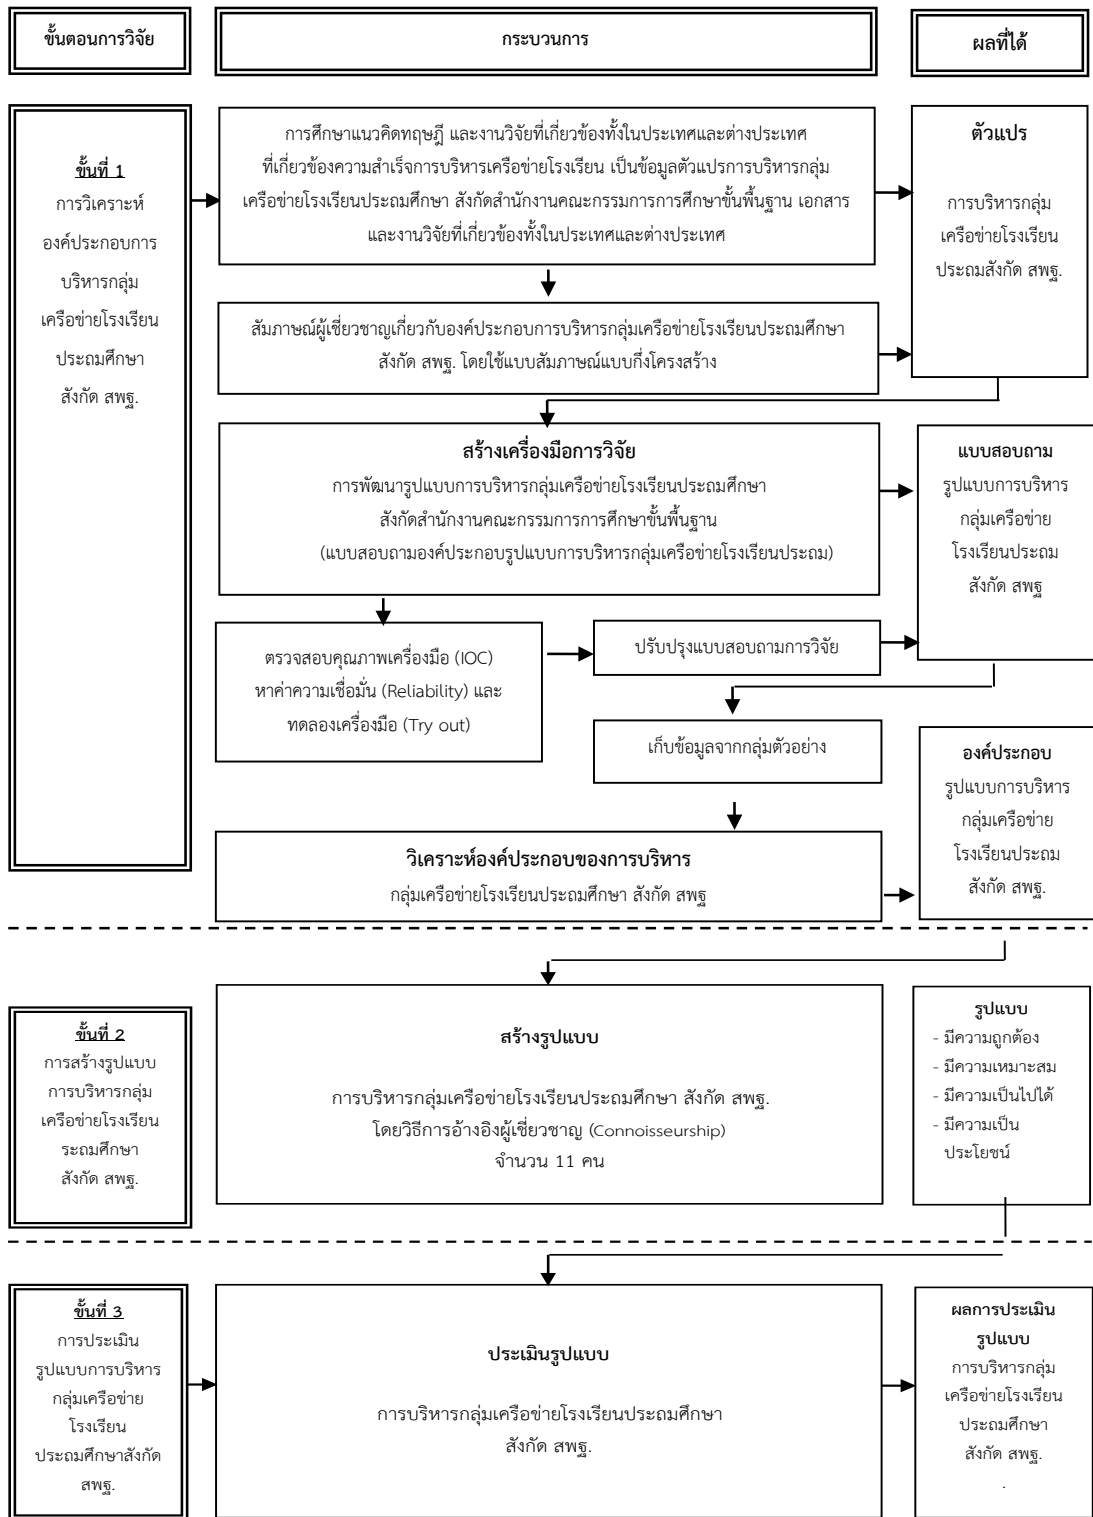 ขั้นตอนการวิจัย
กระบวนการ
ผลที่ได้
ขั้นที่ 1
การวิเคราะห์
องค์ประกอบการ
บริหารกลุ่ม
เครือข่ายโรงเรียน
ประถมศึกษา
สังกัด สพฐ.
การศึกษาแนวคิดทฤษฎี และงานวิจัยที่เกี่ยวข้องทั้งในประเทศและต่างประเทศ
ที่เกี่ยวข้องความสำเร็จการบริหารเครือข่ายโรงเรียน เป็นข้อมูลตัวแปรการบริหารกลุ่ม
เครือข่ายโรงเรียนประถมศึกษา สังกัดสำนักงานคณะกรรมการการศึกษาขั้นพื้นฐาน เอกสาร
และงานวิจัยที่เกี่ยวข้องทั้งในประเทศและต่างประเทศ
ตัวแปร
การบริหารกลุ่ม
เครือข่ายโรงเรียน
ประถมสังกัด สพฐ.
สัมภาษณ์ผู้เชี่ยวชาญเกี่ยวกับองค์ประกอบการบริหารกลุ่มเครือข่ายโรงเรียนประถมศึกษา
สังกัด สพฐ. โดยใช้แบบสัมภาษณ์แบบกึ่งโครงสร้าง
สร้างเครื่องมือการวิจัย
การพัฒนารูปแบบการบริหารกลุ่มเครือข่ายโรงเรียนประถมศึกษา
สังกัดสำนักงานคณะกรรมการการศึกษาขั้นพื้นฐาน
(แบบสอบถามองค์ประกอบรูปแบบการบริหารกลุ่มเครือข่ายโรงเรียนประถม)
แบบสอบถาม
รูปแบบการบริหาร
กลุ่มเครือข่าย
โรงเรียนประถม
สังกัด สพฐ
ตรวจสอบคุณภาพเครื่องมือ (IOC)
หาค่าความเชื่อมั่น (Reliability) และ
ทดลองเครื่องมือ (Try out)
ปรับปรุงแบบสอบถามการวิจัย
เก็บข้อมูลจากกลุ่มตัวอย่าง
องค์ประกอบ
รูปแบบการบริหาร
กลุ่มเครือข่าย
โรงเรียนประถม
สังกัด สพฐ.
วิเคราะห์องค์ประกอบของการบริหาร
กลุ่มเครือข่ายโรงเรียนประถมศึกษา สังกัด สพฐ
ขั้นที่ 2
การสร้างรูปแบบ
การบริหารกลุ่ม
เครือข่ายโรงเรียน
ระถมศึกษา
สังกัด สพฐ.
สร้างรูปแบบ
การบริหารกลุ่มเครือข่ายโรงเรียนประถมศึกษา สังกัด สพฐ.
โดยวิธีการอ้างอิงผู้เชี่ยวชาญ (Connoisseurship)
จำนวน 11 คน
รูปแบบ
- มีความถูกต้อง
- มีความเหมาะสม
- มีความเป็นไปได้
- มีความเป็น
ประโยชน์
ขั้นที่ 3
การประเมิน
รูปแบบการบริหาร
กลุ่มเครือข่าย
โรงเรียน
ประถมศึกษาสังกัด
สพฐ.
ประเมินรูปแบบ
การบริหารกลุ่มเครือข่ายโรงเรียนประถมศึกษา
สังกัด สพฐ.
ผลการประเมิน
รูปแบบ
การบริหารกลุ่ม
เครือข่ายโรงเรียน
ประถมศึกษา
สังกัด สพฐ.
.